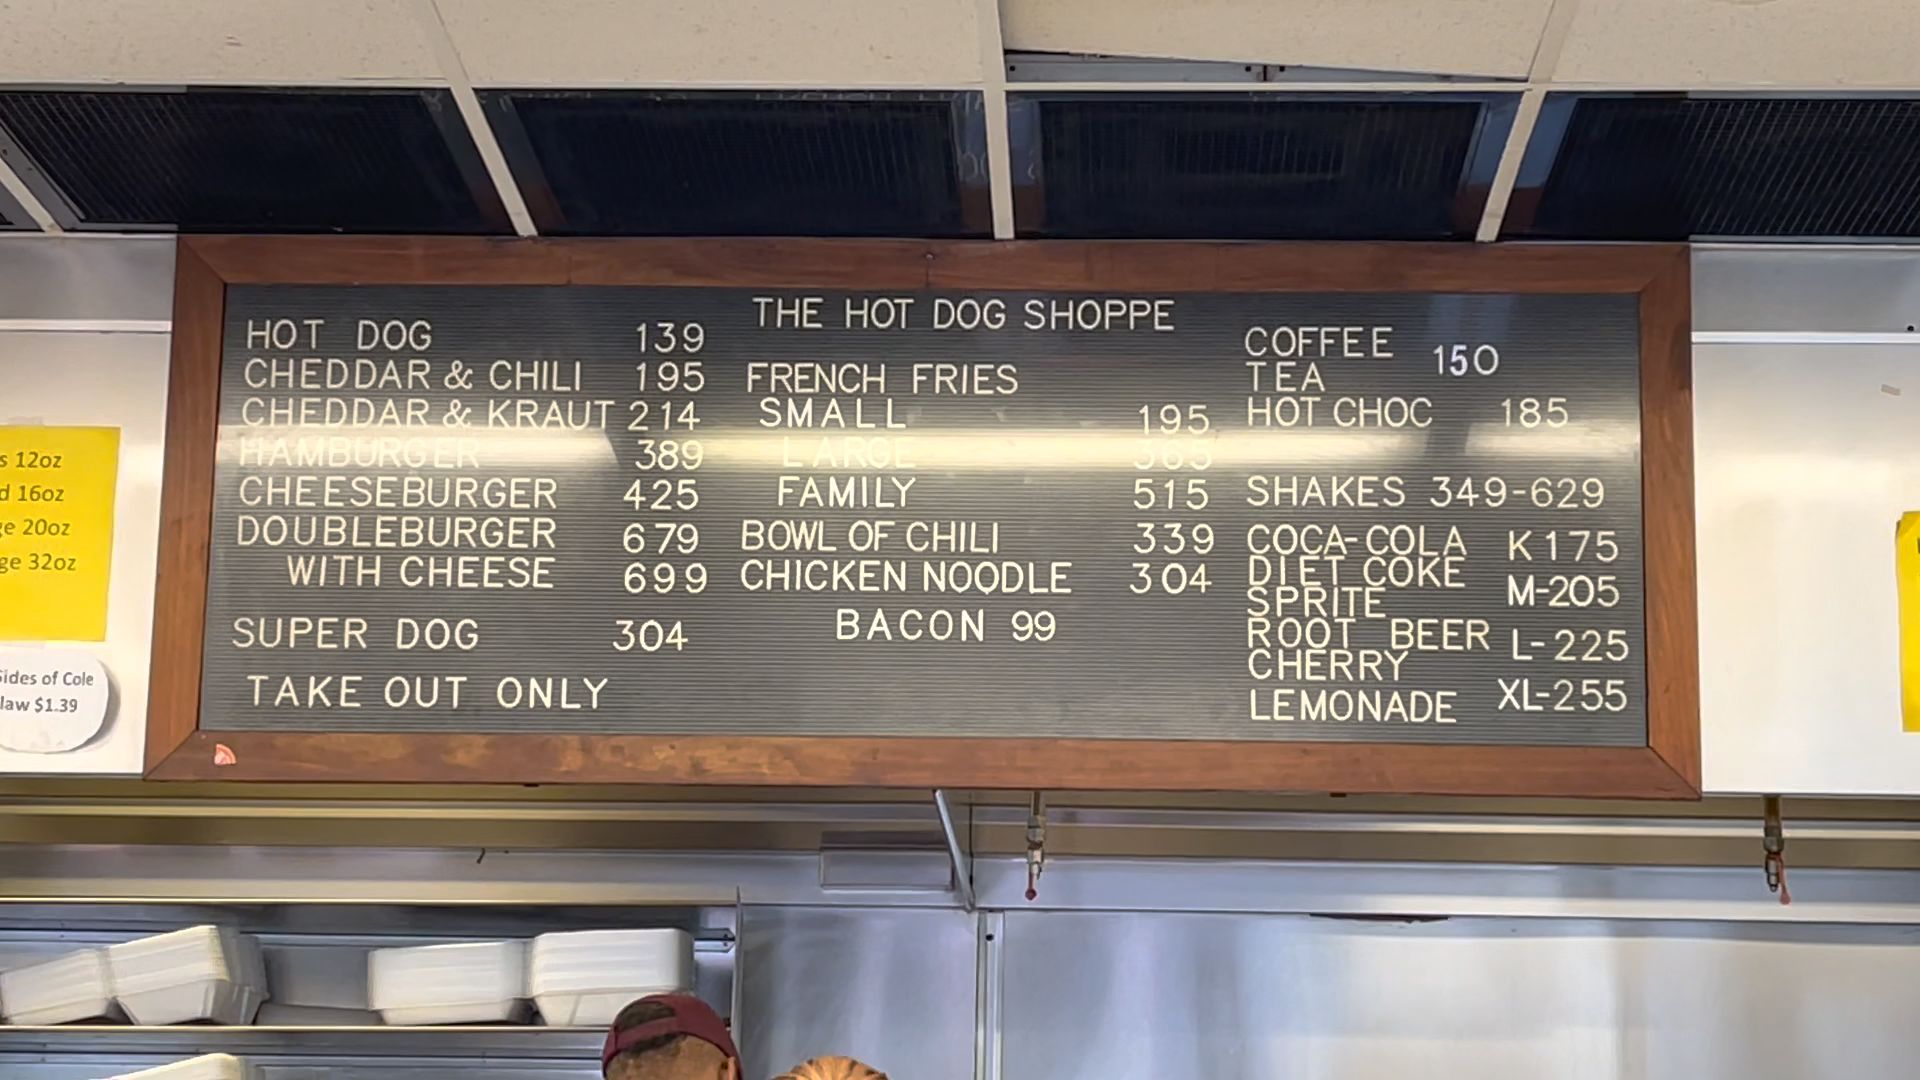 THE HOT DOG SHOPPE
HOT DOG 139
CHEDDAR & CHILI 195
CHEDDAR & KRAUT 214
HAMBURGER 389
CHEESEBURGER 425
DOUBLEBURGER 679
WITH CHEESE 699
SUPER DOG 304
TAKE OUT ONLY
FRENCH FRIES
SMALL 195
LARGE 365
FAMILY 515
BOWL OF CHILI 339
CHICKEN NOODLE 304
BACON 99
COFFEE
TEA 150
HOT CHOC 185
SHAKES 349-629
COCA-COLA K175
DIET COKE M-205
SPRITE
ROOT BEER L-225
CHERRY
LEMONADE XL-255
12oz
16oz
20oz
32oz
Sides of Cole
$1.39